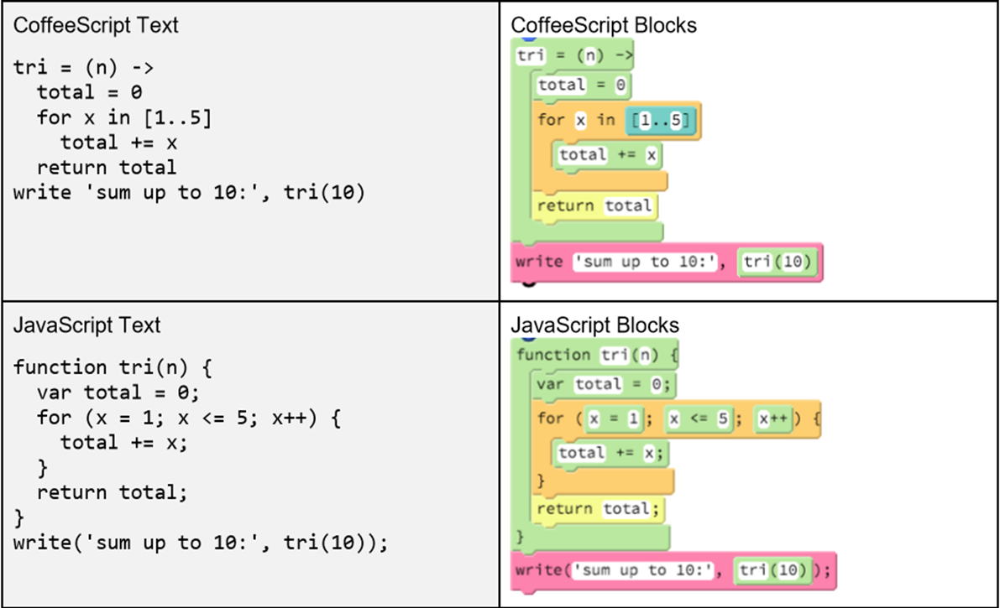 CoffeeScript Text
tri = (n) ->
  total = 0
  for x in [1..5]
    total += x
  return total
write 'sum up to 10:', tri(10)
CoffeeScript Blocks
tri = (n) ->
total = 0
for x in [1..5]
total += x
return total
write 'sum up to 10:', tri(10)
JavaScript Text
function tri(n) {
  var total = 0;
  for (x = 1; x <= 5; x++) {
    total += x;
  }
  return total;
}
write('sum up to 10:', tri(10));
JavaScript Blocks
function tri(n) {
var total = 0;
for (x = 1; x <= 5; x++) {
total += x;
}
return total;
}
write('sum up to 10:', tri(10));